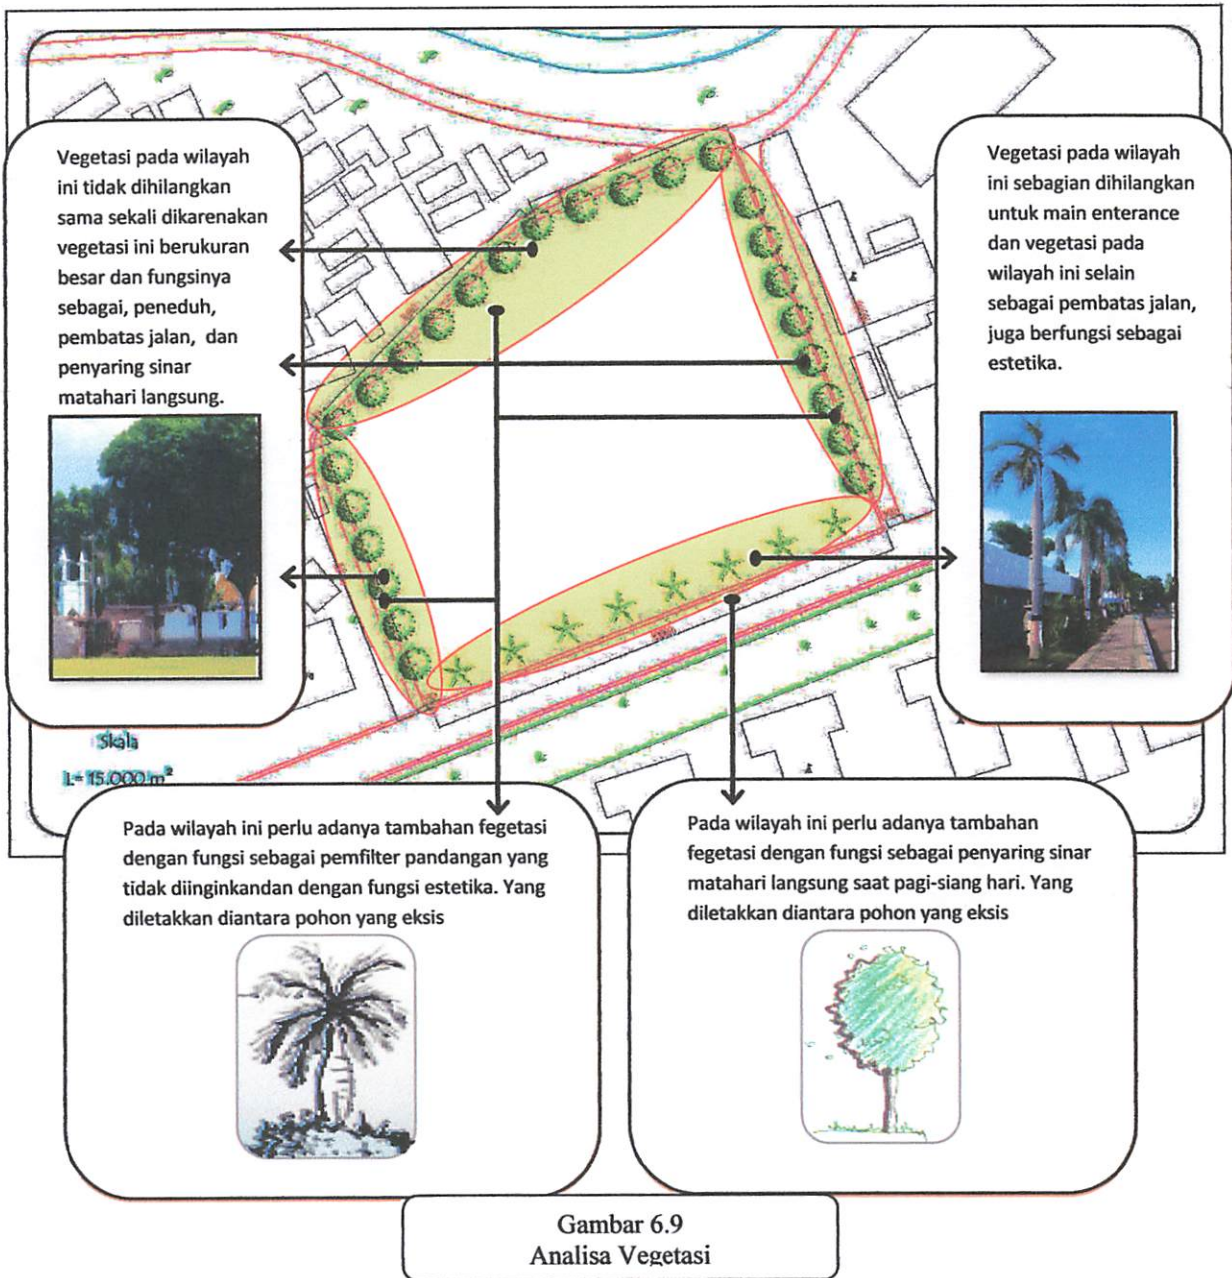 Vegetasi pada wilayah
ini tidak dihilangkan
sama sekali dikarenakan
vegetasi ini berukuran
besar dan fungsinya
sebagai, peneduh,
pembatas jalan, dan
penyaring sinar
matahari langsung.
Vegetasi pada wilayah
ini sebagian dihilangkan
untuk main enterance
dan vegetasi pada
wilayah ini selain
sebagai pembatas jalan,
juga berfungsi sebagai
estetika.
Skala
L= 15.000 m²
Pada wilayah ini perlu adanya tambahan fegetasi
dengan fungsi sebagai pemfilter pandangan yang
tidak diinginkandan dengan fungsi estetika. Yang
diletakkan diantara pohon yang eksis
Pada wilayah ini perlu adanya tambahan
fegetasi dengan fungsi sebagai penyaring sinar
matahari langsung saat pagi-siang hari. Yang
diletakkan diantara pohon yang eksis
Gambar 6.9
Analisa Vegetasi